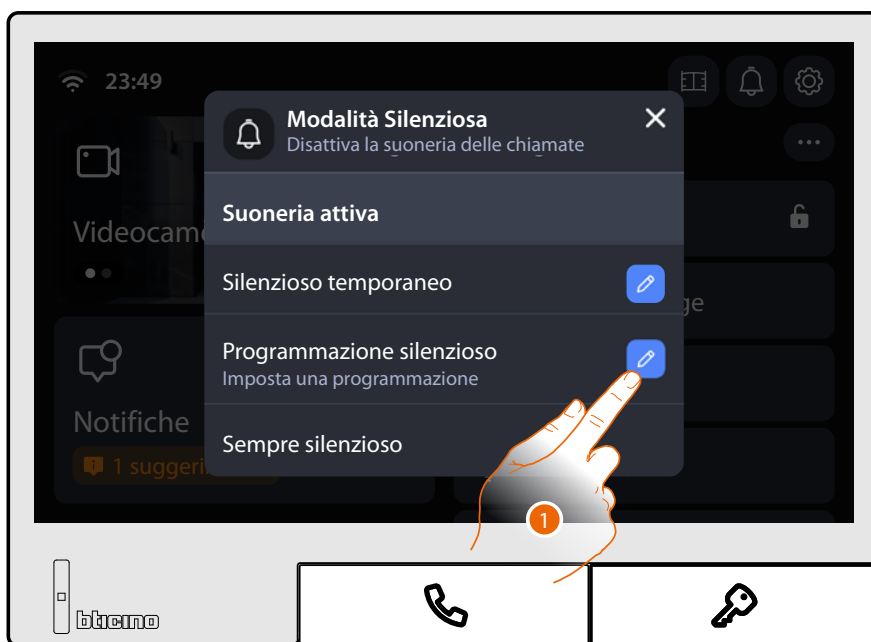 23:49
Modalità Silenziosa
Disattiva la suoneria delle chiamate
Suoneria attiva
Videocam
Silenzioso temporaneo
ge
Programmazione silenzioso
Imposta una programmazione
Notifiche
Sempre silenzioso
1 suggeri
1
bticino